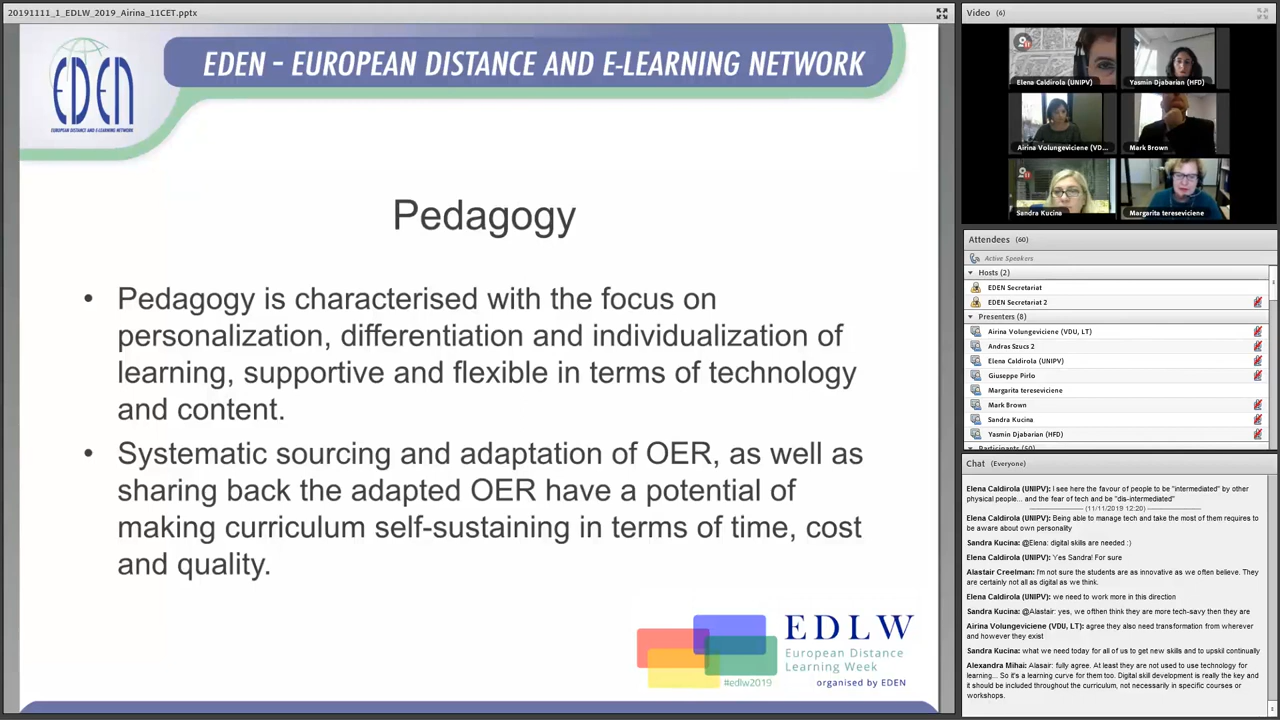 20191111_1_EDLW_2019_Airina_11CET.pptx
EDEN
EUROPEAN DISTANCE AND E-LEARNING NETWORK
EDEN - EUROPEAN DISTANCE AND E-LEARNING NETWORK
Pedagogy
• Pedagogy is characterised with the focus on
personalization, differentiation and individualization of
learning, supportive and flexible in terms of technology
and content.
• Systematic sourcing and adaptation of OER, as well as
sharing back the adapted OER have a potential of
making curriculum self-sustaining in terms of time, cost
and quality.
EDLW
European Distance
Learning Week
#edlw2019
organised by EDEN
Video (6)
Elena Caldirola (UNIPV)
Yasmin Djabarian (HFD)
Airina Volungeviciene (VD...
Mark Brown
Sandra Kucina
Margarita tereseviciene
Attendees (60)
Active Speakers
Hosts (2)
EDEN Secretariat
EDEN Secretariat 2
Presenters (8)
Airina Volungeviciene (VDU, LT)
Andras Szucs 2
Elena Caldirola (UNIPV)
Giuseppe Pirlo
Margarita tereseviciene
Mark Brown
Sandra Kucina
Yasmin Djabarian (HFD)
Participants (50)
Chat (Everyone)
Elena Caldirola (UNIPV): I see here the favour of people to be "intermediated" by other
physical people... and the fear of tech and be "dis-intermediated"
(11/11/2019 12:20)
Elena Caldirola (UNIPV): Being able to manage tech and take the most of them requires to
be aware about own personality
Sandra Kucina: @Elena: digital skills are needed :)
Elena Caldirola (UNIPV): Yes Sandra! For sure
Alastair Creelman: I'm not sure the students are as innovative as we often believe. They
are certainly not all as digital as we think.
Elena Caldirola (UNIPV): we need to work more in this direction
Sandra Kucina: @Alastair: yes, we ofthen think they are more tech-savy then they are
Airina Volungeviciene (VDU, LT): agree they also need transformation from wherever
and however they exist
Sandra Kucina: what we need today for all of us to get new skills and to upskil continually
Alexandra Mihai: Alasair: fully agree. At least they are not used to use technology for
learning... So it's a learning curve for them too. Digital skill development is really the key and
it should be included throughout the curriculum, not necessarily in specific courses or
workshops.